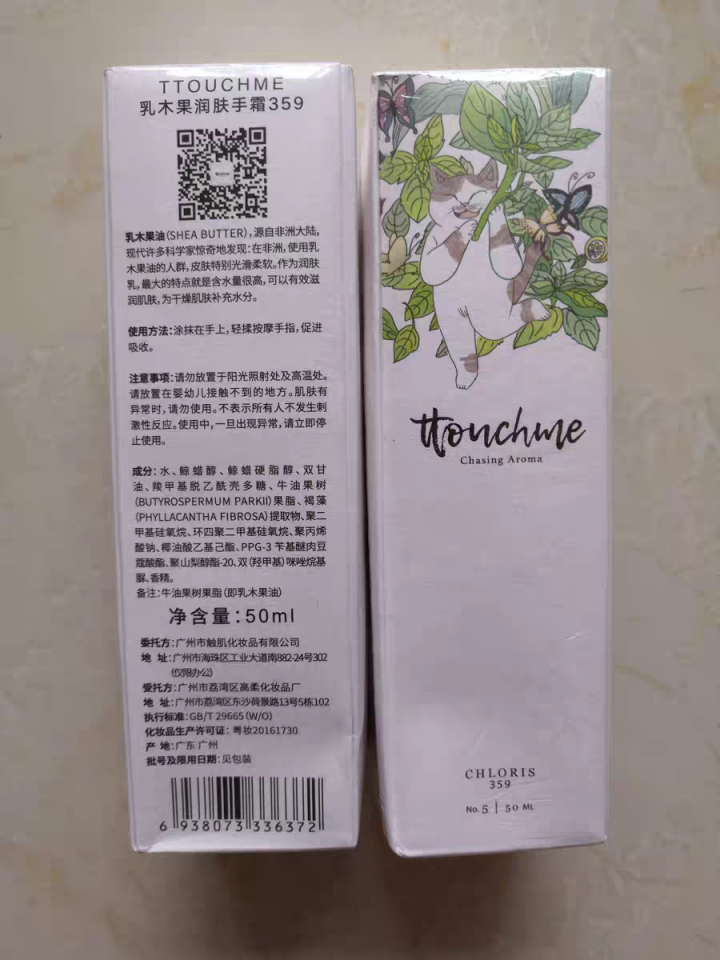 TTOUCHME
乳木果润肤手霜359
乳木果油(SHEA BUTTER),源自非洲大陆,
现代许多科学家惊奇地发现:在非洲,使用乳
木果油的人群,皮肤特别光滑柔软。作为润肤
乳,最大的特点就是含水量很高,可以有效滋
润肌肤,为干燥肌肤补充水分。
使用方法:涂抹在手上,轻揉按摩手指,促进
吸收。
注意事项:请勿放置于阳光照射处及高温处。
请放置在婴幼儿接触不到的地方。肌肤有
异常时,请勿使用。不表示所有人不发生刺
激性反应。使用中,一旦出现异常,请立即停
止使用。
成分:水、鲸蜡醇、鲸蜡硬脂醇、双甘
油、羧甲基脱乙酰壳多糖、牛油果树
(BUTYROSPERMUM PARKII)果脂、褐藻
(PHYLLACANTHA FIBROSA)提取物、聚二
甲基硅氧烷、环四聚二甲基硅氧烷、聚丙烯
酸钠、椰油酸乙基己酯、PPG-3 苄基醚肉豆
蔻酸酯、聚山梨醇酯-20、双(羟甲基)咪唑烷基
脲、香精。
备注:牛油果树果脂(即乳木果油)
净含量:50ml
委托方:广州市触肌化妆品有限公司
地 址:广州市海珠区工业大道南882-24号302
(仅限办公)
受托方:广州市荔湾区高柔化妆品厂
地 址:广州市荔湾区东沙荷景路13号5栋102
执行标准:GB/T 29665(W/O)
化妆品生产许可证:粤妆20161730
产 地:广东 广州
批号及限用日期:见包装
6 938073 336372
ttouchme
Chasing Aroma
CHLORIS
359
No. 5 | 50 ML